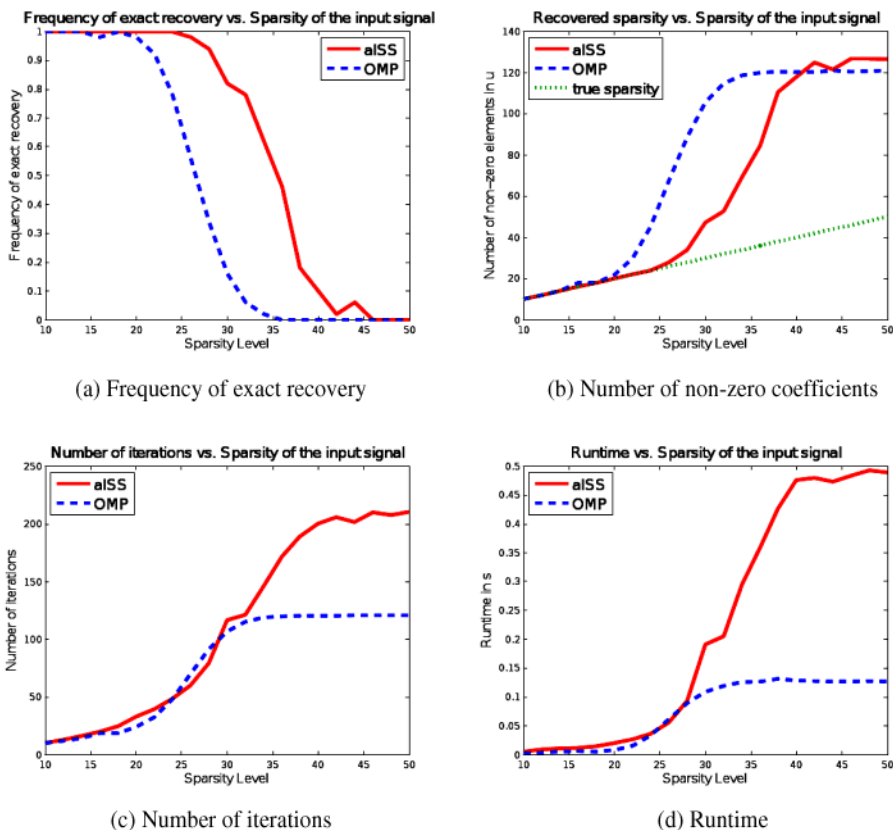 Frequency of exact recovery vs. Sparsity of the input signal
1
0.9
0.8
0.7
0.6
0.5
0.4
0.3
0.2
0.1
0
Frequency of exact recovery
aISS
OMP
10 15 20 25 30 35 40 45 50
Sparsity Level
(a) Frequency of exact recovery
Recovered sparsity vs. Sparsity of the input signal
140
120
100
80
60
40
20
0
Number of non-zero elements in u
aISS
OMP
true sparsity
10 15 20 25 30 35 40 45 50
Sparsity Level
(b) Number of non-zero coefficients
Number of iterations vs. Sparsity of the input signal
250
200
150
100
50
0
Number of iterations
aISS
OMP
10 15 20 25 30 35 40 45 50
Sparsity Level
(c) Number of iterations
Runtime vs. Sparsity of the input signal
0.5
0.45
0.4
0.35
0.3
0.25
0.2
0.15
0.1
0.05
0
Runtime in s
aISS
OMP
10 15 20 25 30 35 40 45 50
Sparsity Level
(d) Runtime